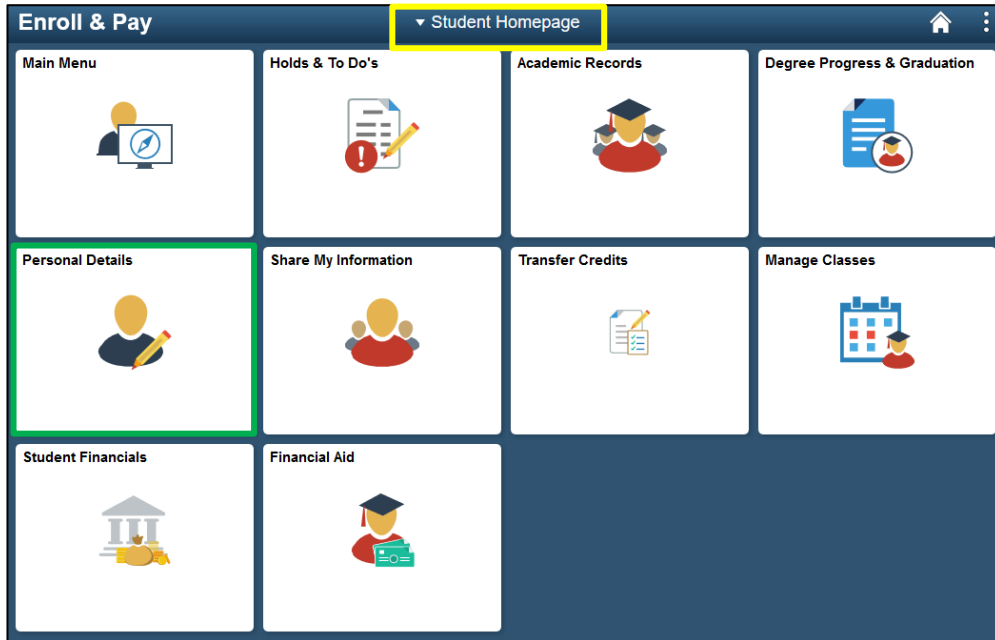 Enroll & Pay
Student Homepage
Main Menu
Holds & To Do's
Academic Records
Degree Progress & Graduation
Personal Details
Share My Information
Transfer Credits
Manage Classes
Student Financials
Financial Aid